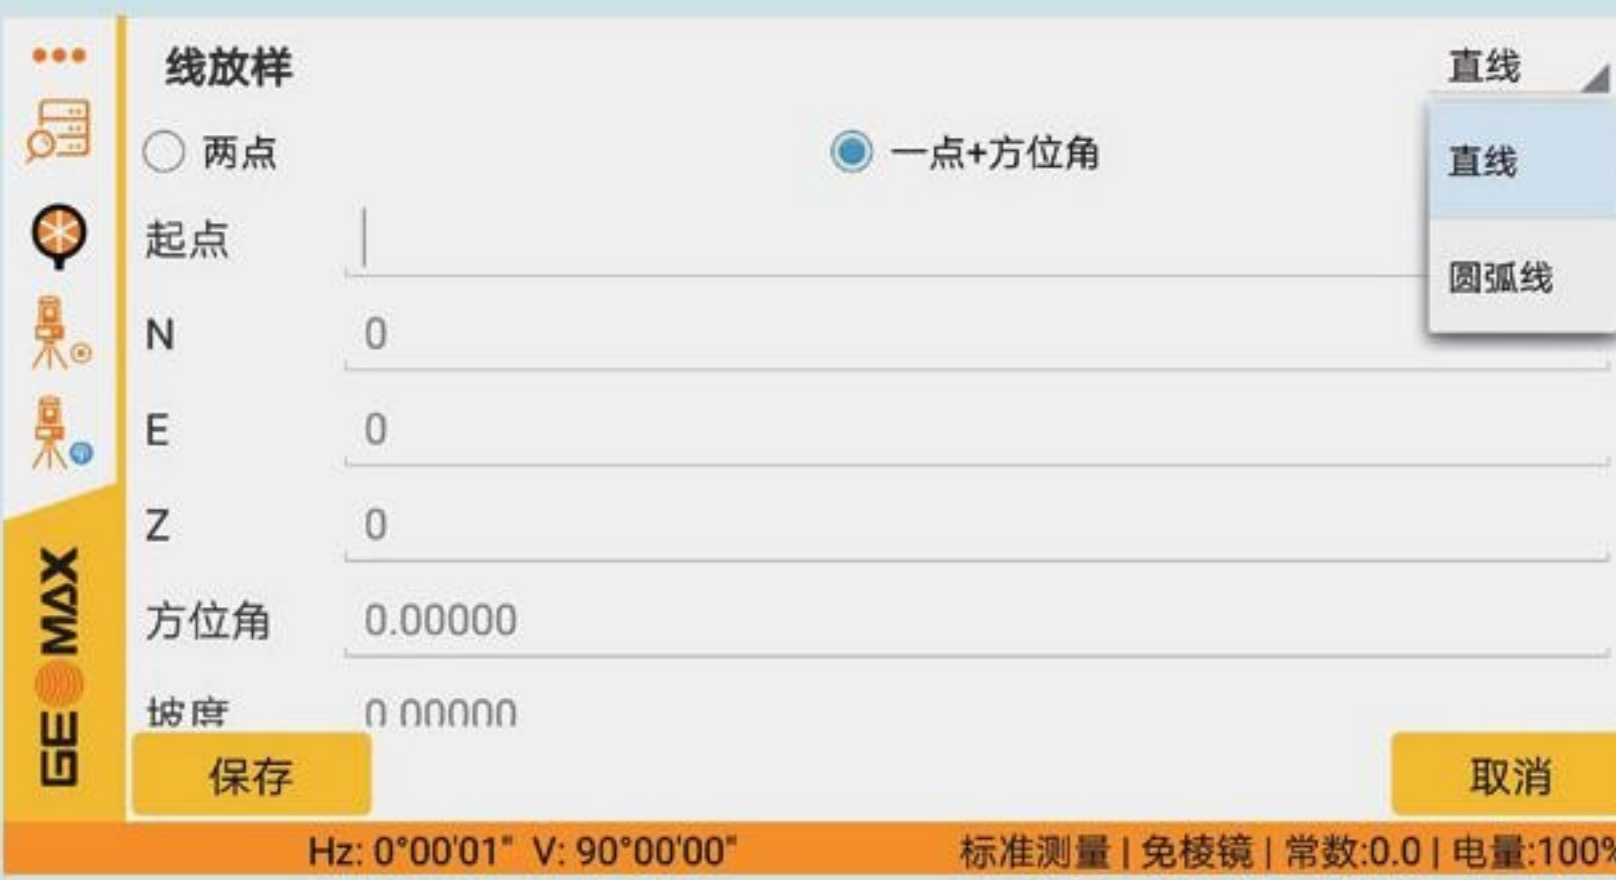 线放样
直线
两点
一点+方位角
直线
起点
圆弧线
N
0
E
0
Z
0
方位角
0.00000
坡度
0.00000
保存
取消
GEOMAX
Hz: 0°00'01" V: 90°00'00"
标准测量 | 免棱镜 | 常数:0.0 | 电量:100%